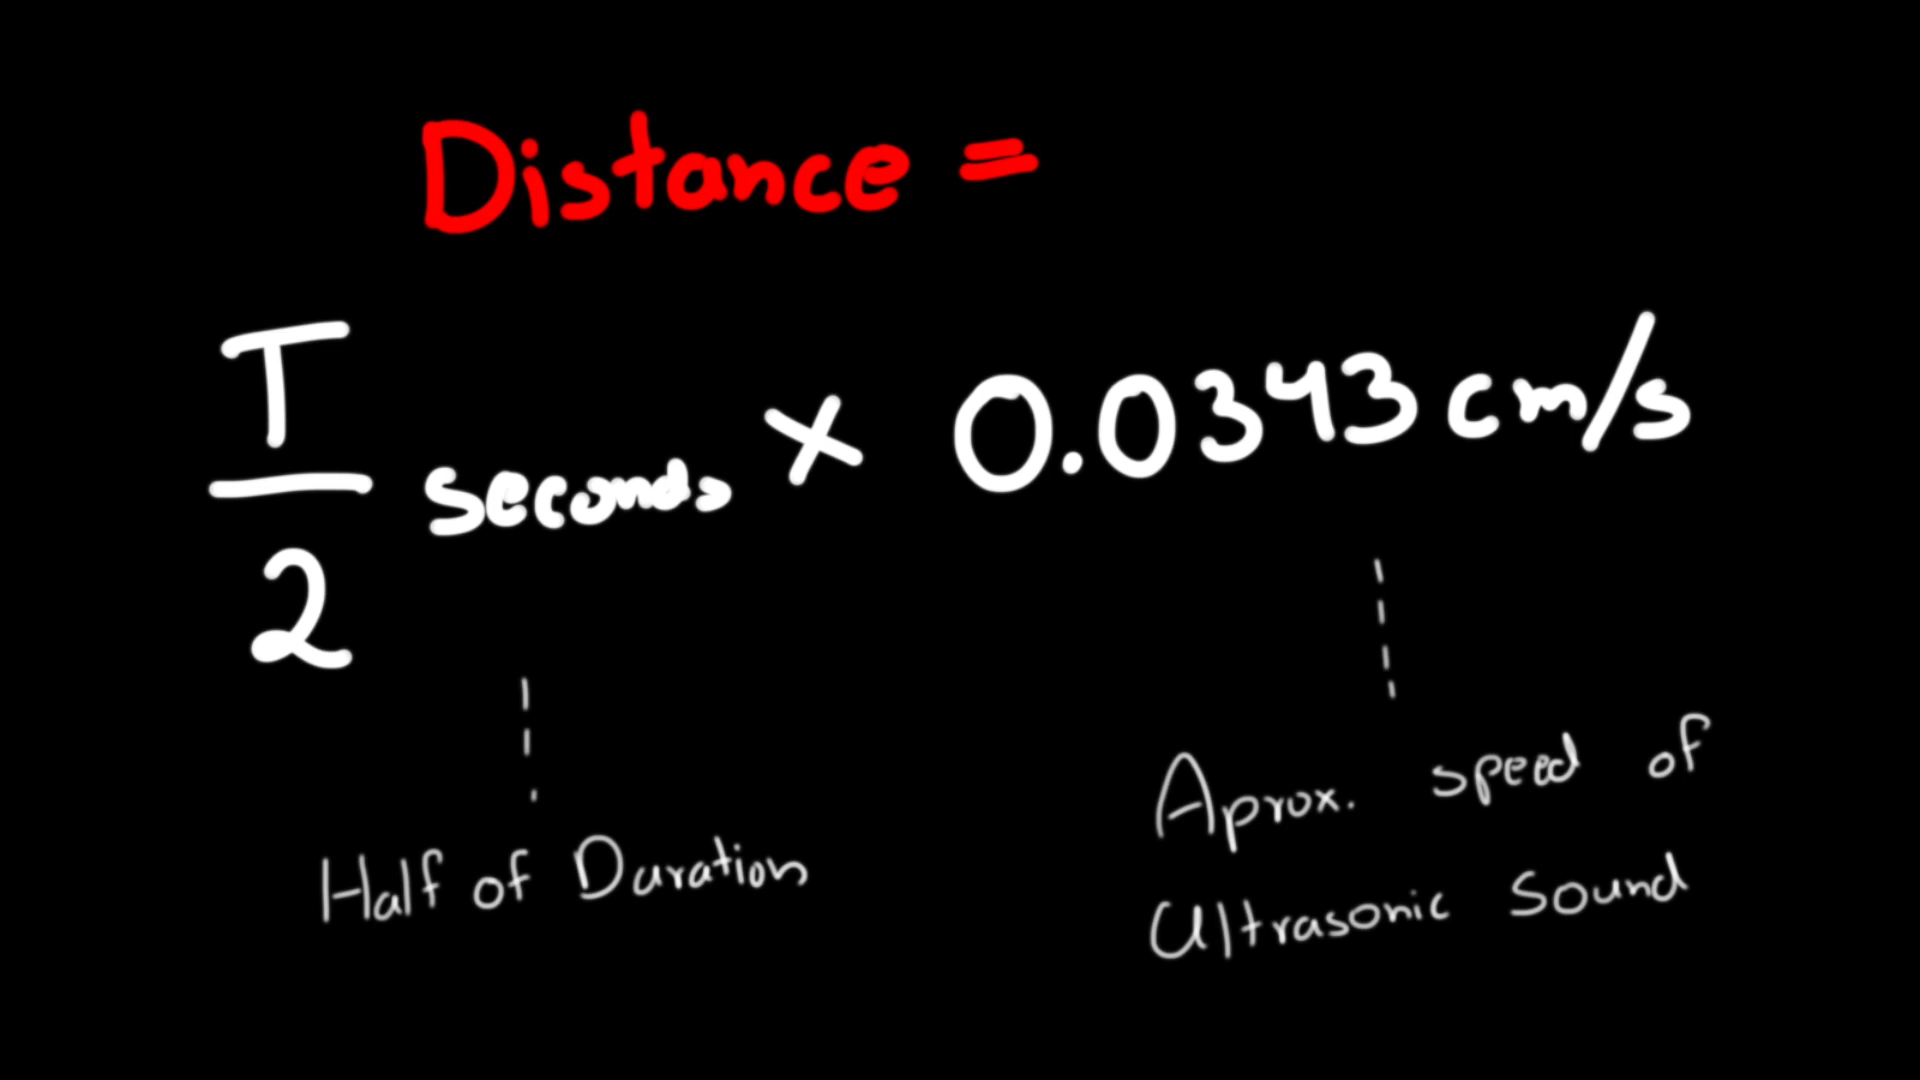 Distance =
T/2 seconds × 0.0343 cm/s
Half of Duration
Aprox. speed of
Ultrasonic Sound